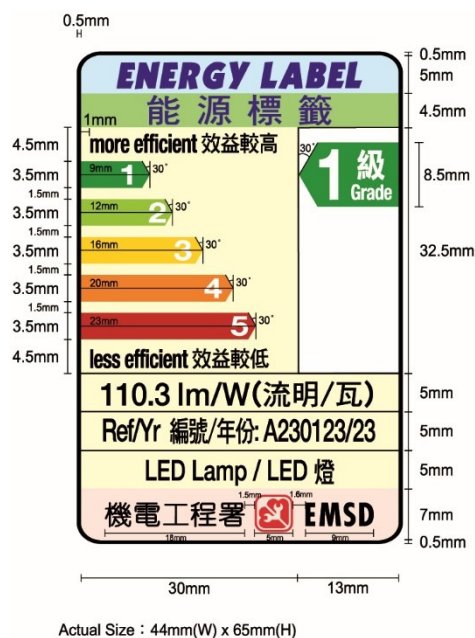 0.5mm
H
ENERGY LABEL
0.5mm
5mm
能源標籤
4.5mm
1mm
more efficient 效益較高
4.5mm
30°
1 級
Grade
8.5mm
9mm 1 30°
3.5mm
1.5mm
12mm 2 30°
3.5mm
1.5mm
16mm 3 30°
3.5mm
32.5mm
1.5mm
20mm 4 30°
3.5mm
1.5mm
23mm 5 30°
3.5mm
less efficient 效益較低
4.5mm
110.3 lm/W(流明/瓦)
5mm
Ref/Yr 編號/年份: A230123/23
5mm
LED Lamp / LED 燈
5mm
1.5mm 1.6mm
機電工程署 EMSD
7mm
18mm 5mm 9mm
0.5mm
30mm 13mm
Actual Size：44mm(W) x 65mm(H)